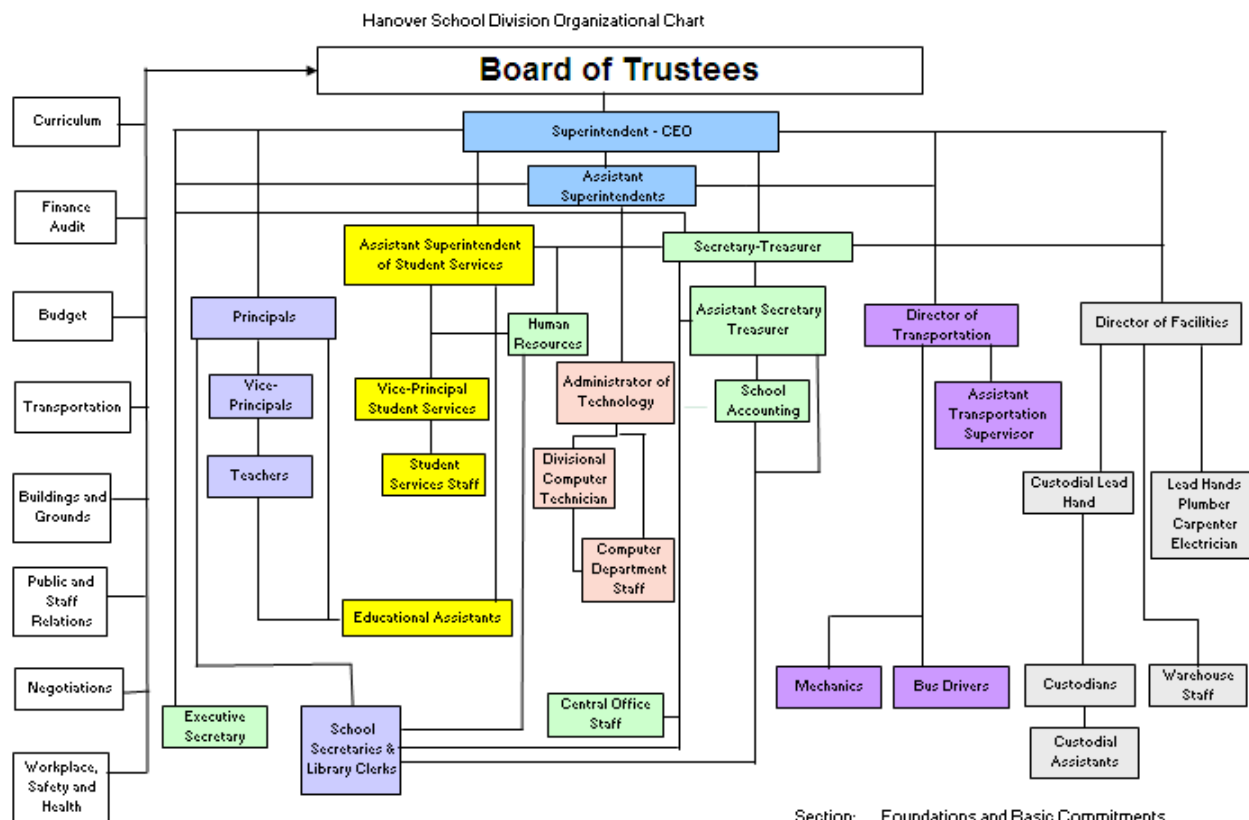 Hanover School Division Organizational Chart
Board of Trustees
Curriculum
Superintendent - CEO
Assistant
Superintendents
Finance
Audit
Assistant Superintendent
of Student Services
Secretary-Treasurer
Budget
Principals
Human
Resources
Assistant Secretary
Treasurer
Director of
Transportation
Director of Facilities
Transportation
Vice-
Principals
Vice-Principal
Student Services
Administrator of
Technology
School
Accounting
Assistant
Transportation
Supervisor
Buildings and
Grounds
Teachers
Student
Services Staff
Divisional
Computer
Technician
Custodial Lead
Hand
Lead Hands
Plumber
Carpenter
Electrician
Public and
Staff
Relations
Computer
Department
Staff
Educational Assistants
Negotiations
Mechanics
Bus Drivers
Custodians
Warehouse
Staff
Executive
Secretary
School
Secretaries &
Library Clerks
Central Office
Staff
Custodial
Assistants
Workplace,
Safety and
Health
Section: Foundations and Basic Commitments